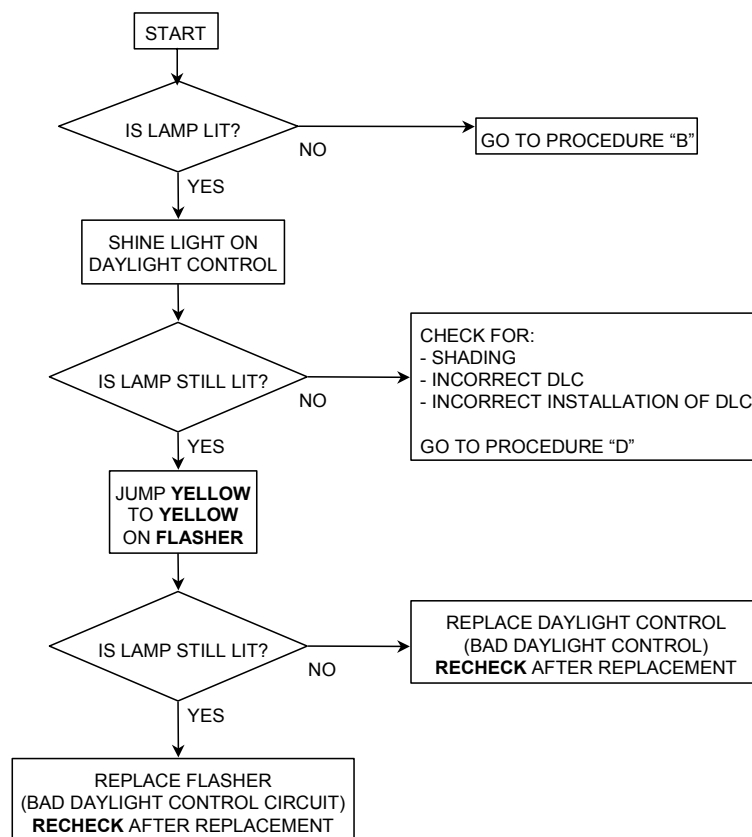 START
IS LAMP LIT?
NO
GO TO PROCEDURE “B”
YES
SHINE LIGHT ON
DAYLIGHT CONTROL
IS LAMP STILL LIT?
NO
CHECK FOR:
- SHADING
- INCORRECT DLC
- INCORRECT INSTALLATION OF DLC
GO TO PROCEDURE “D”
YES
JUMP YELLOW
TO YELLOW
ON FLASHER
IS LAMP STILL LIT?
NO
REPLACE DAYLIGHT CONTROL
(BAD DAYLIGHT CONTROL)
RECHECK AFTER REPLACEMENT
YES
REPLACE FLASHER
(BAD DAYLIGHT CONTROL CIRCUIT)
RECHECK AFTER REPLACEMENT